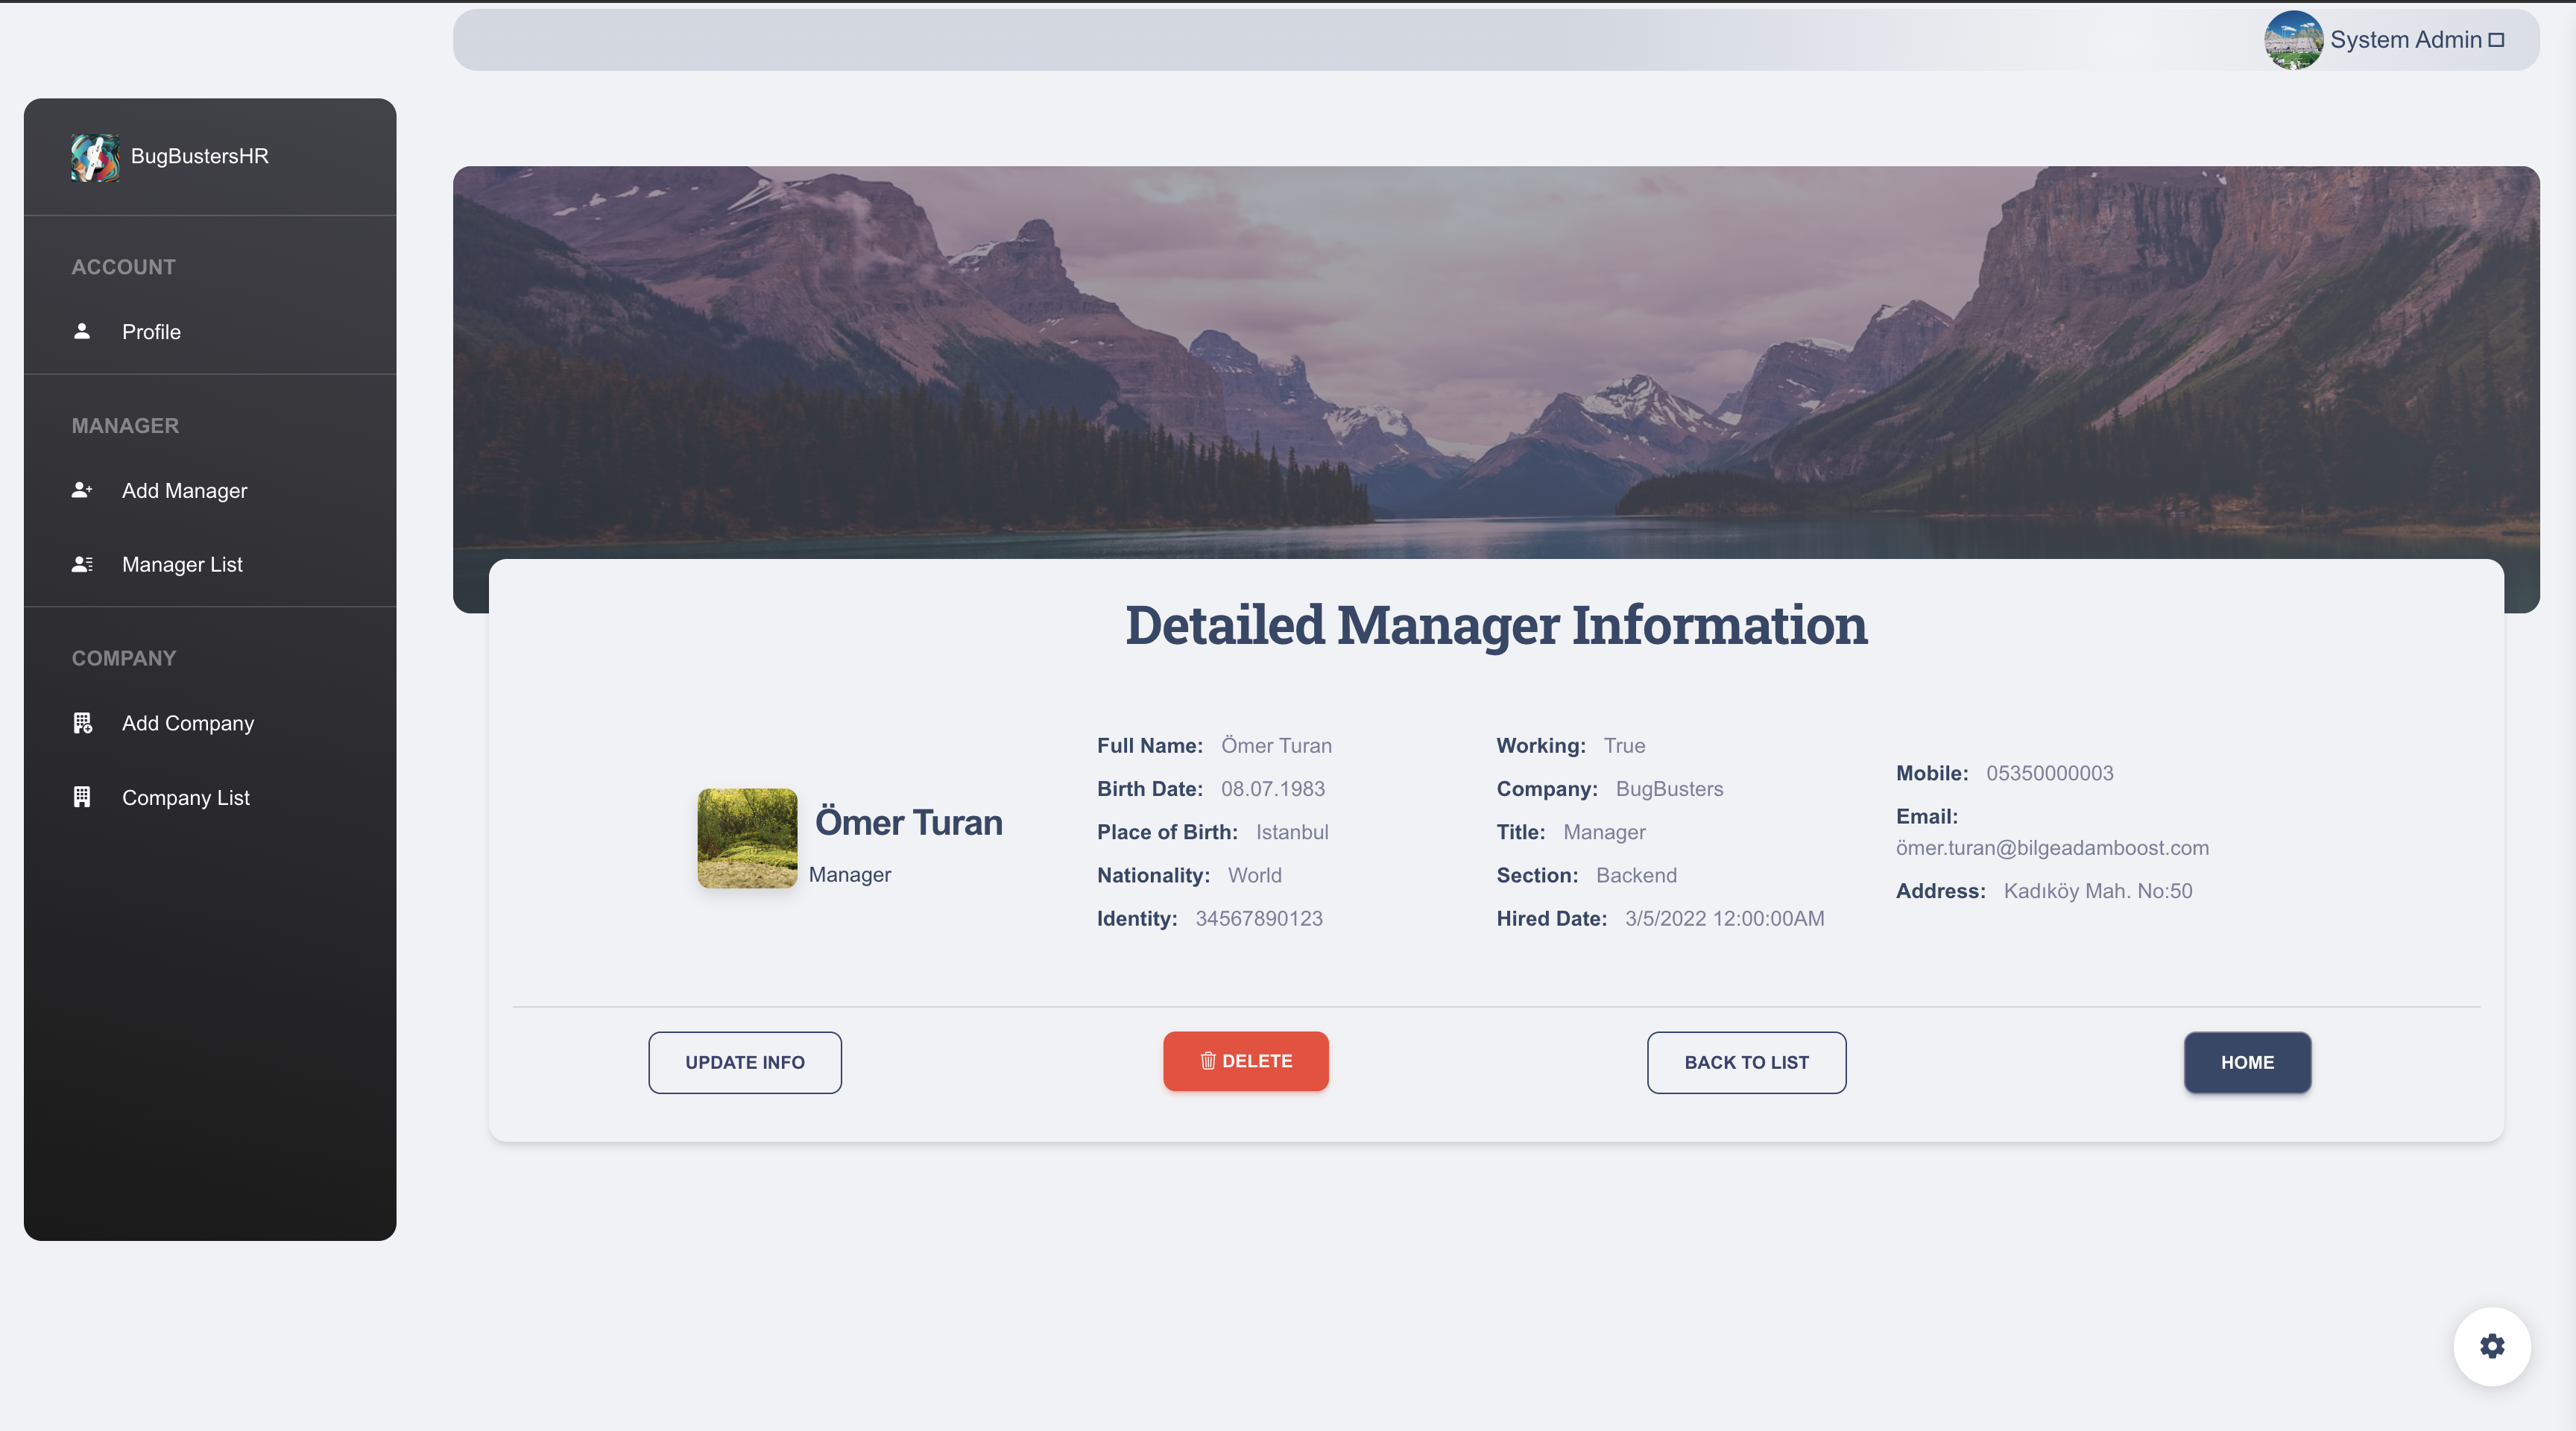 System Admin
BugBustersHR
ACCOUNT
Profile
MANAGER
Add Manager
Manager List
COMPANY
Add Company
Company List
Detailed Manager Information
Ömer Turan
Manager
Full Name: Ömer Turan
Birth Date: 08.07.1983
Place of Birth: Istanbul
Nationality: World
Identity: 34567890123
Working: True
Company: BugBusters
Title: Manager
Section: Backend
Hired Date: 3/5/2022 12:00:00AM
Mobile: 05350000003
Email:
ömer.turan@bilgeadamboost.com
Address: Kadıköy Mah. No:50
UPDATE INFO
DELETE
BACK TO LIST
HOME